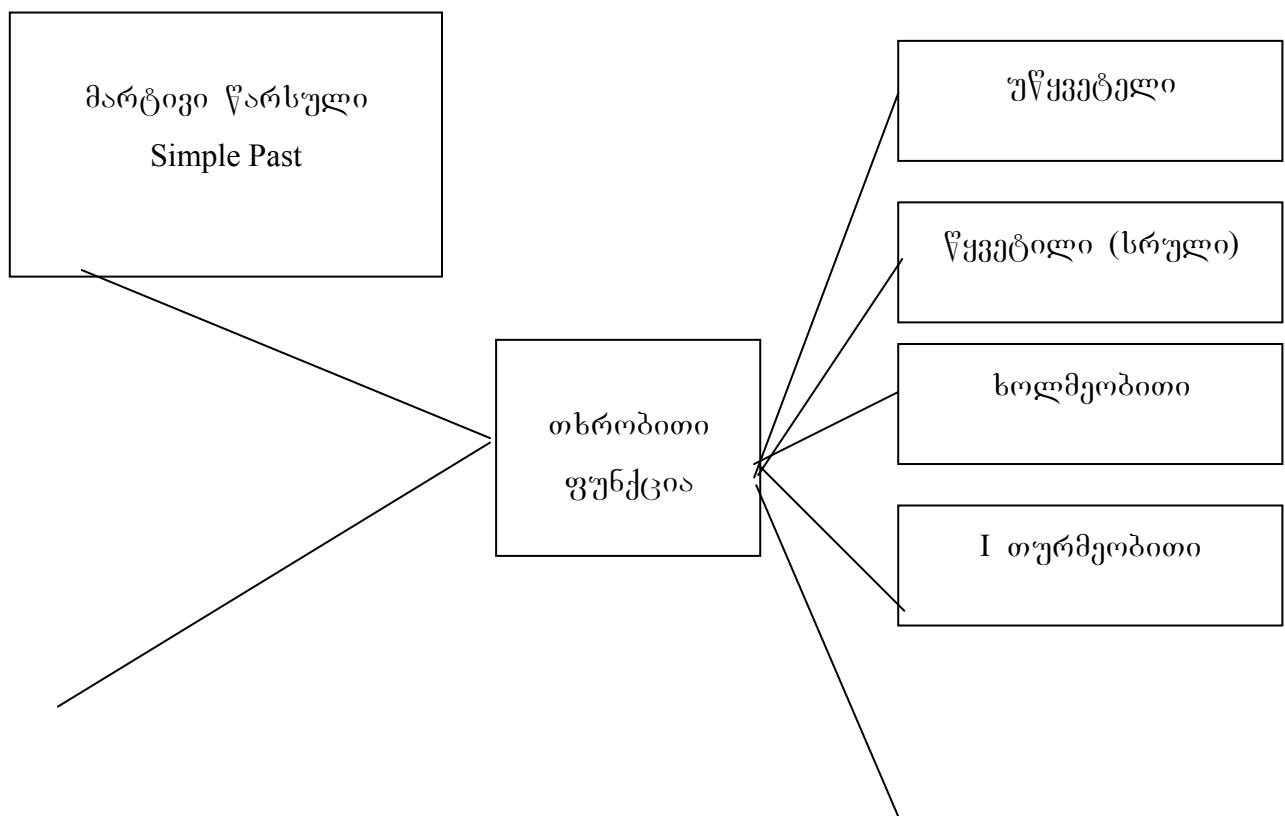 მარტივი წარსული
Simple Past
თხრობითი
ფუნქცია
უწყვეტელი
წყვეტილი (სრული)
ხოლმეობითი
I თურმეობითი